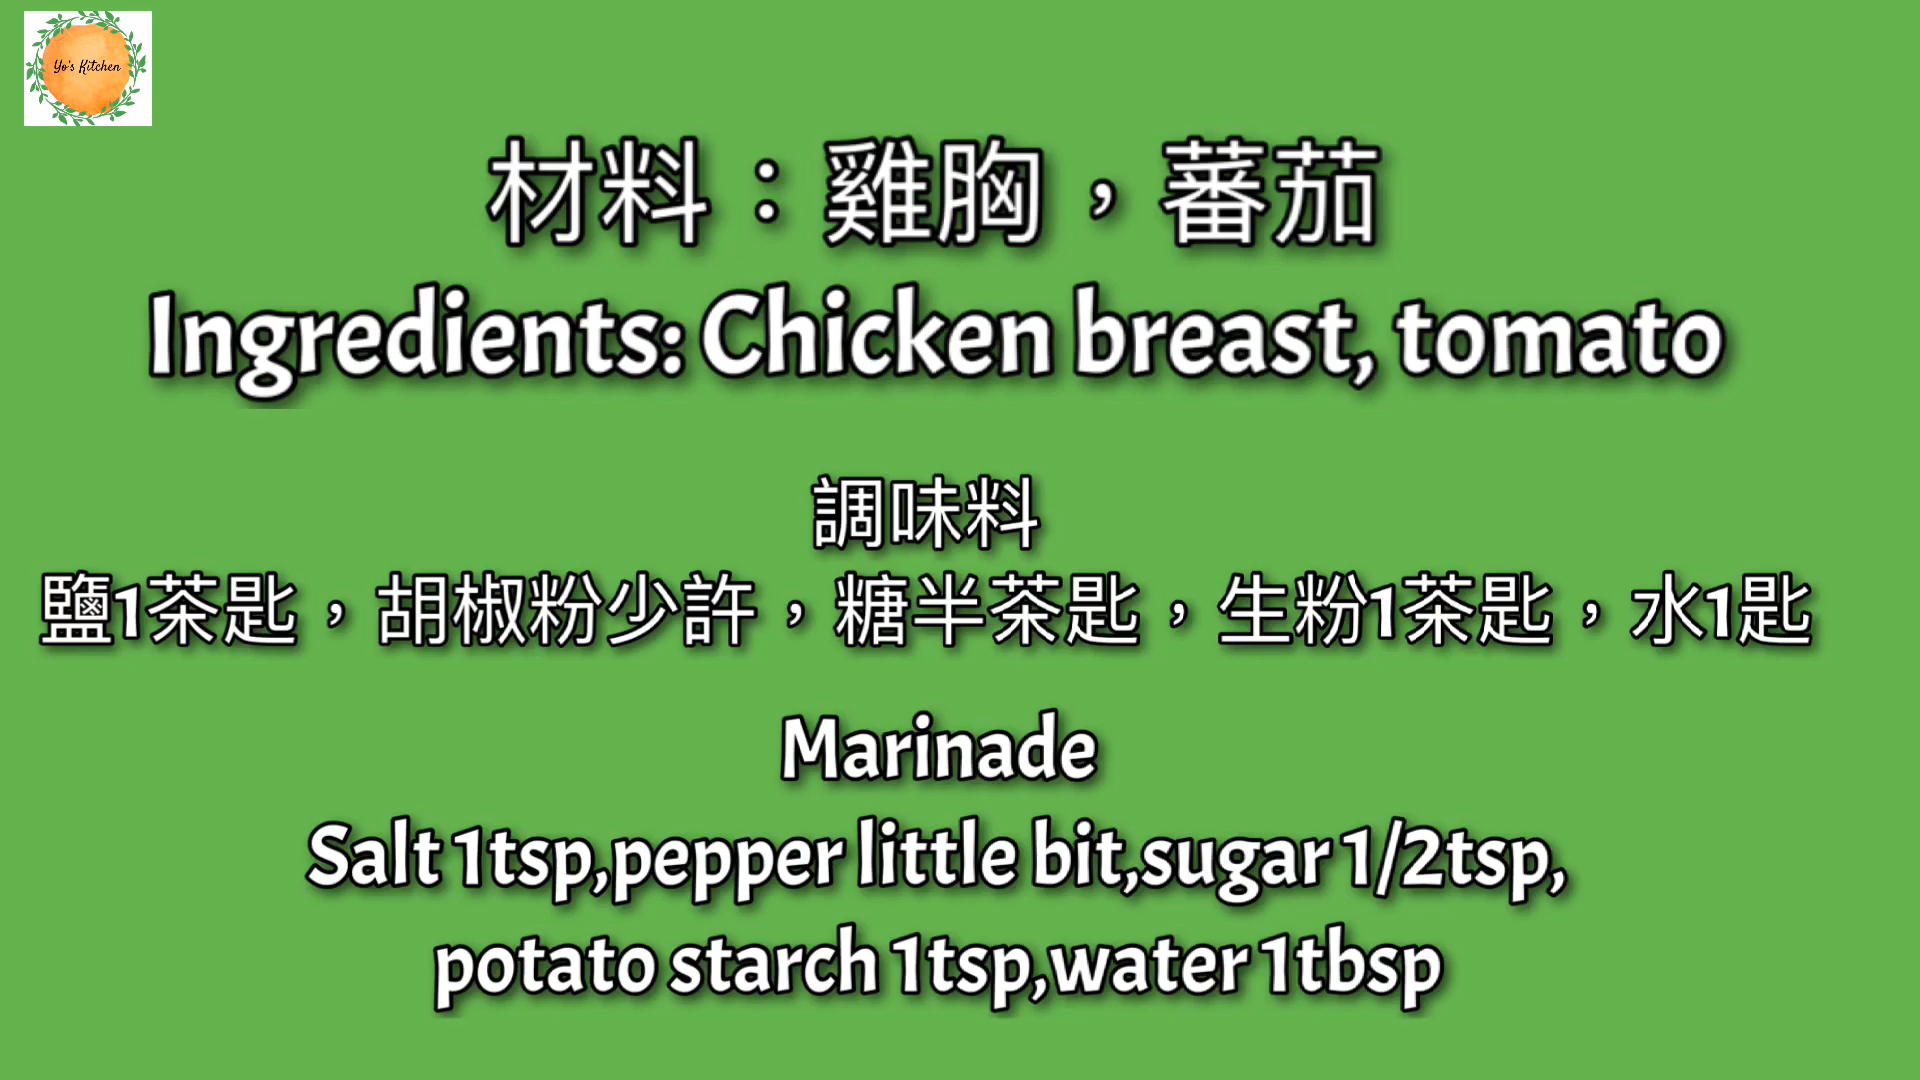 Yo's Kitchen
材料：雞胸，蕃茄
Ingredients: Chicken breast, tomato
調味料
鹽1茶匙，胡椒粉少許，糖半茶匙，生粉1茶匙，水1匙
Marinade
Salt 1tsp,pepper little bit,sugar 1/2tsp,
potato starch 1tsp,water 1tbsp